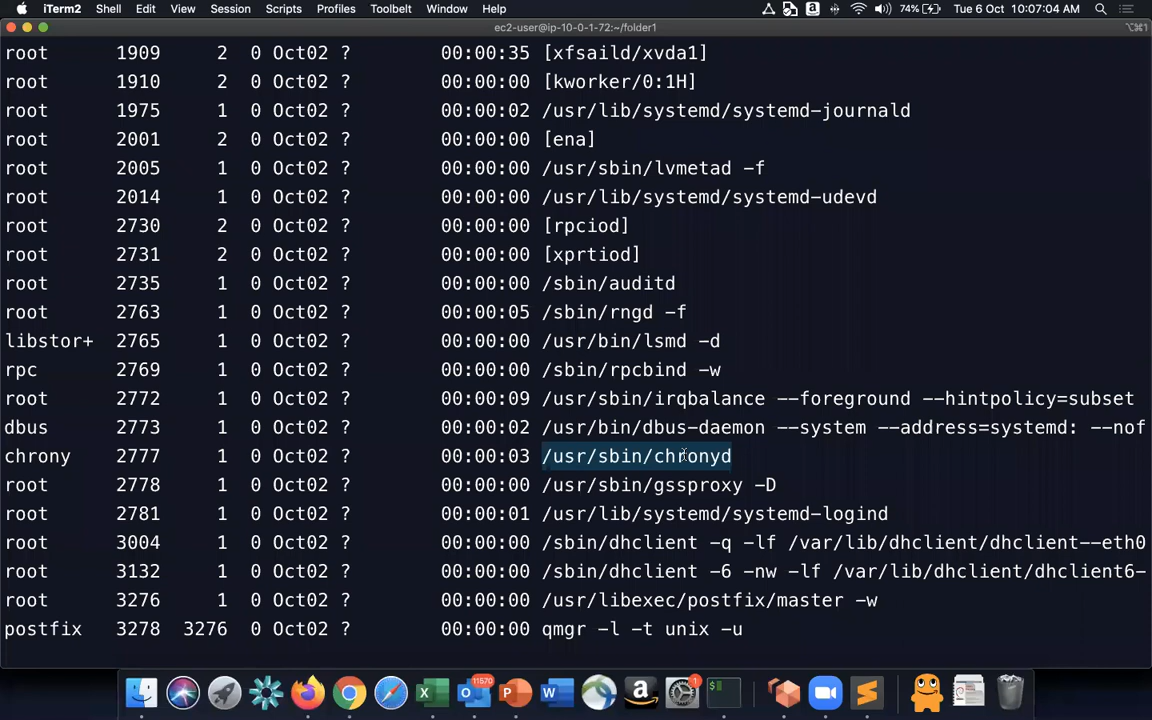 iTerm2 Shell Edit View Session Scripts Profiles Toolbelt Window Help 74% Tue 6 Oct 10:07:04 AM
ec2-user@ip-10-0-1-72:~/folder1 ⌥⌘1
root 1909 2 0 Oct02 ? 00:00:35 [xfsaild/xvda1]
root 1910 2 0 Oct02 ? 00:00:00 [kworker/0:1H]
root 1975 1 0 Oct02 ? 00:00:02 /usr/lib/systemd/systemd-journald
root 2001 2 0 Oct02 ? 00:00:00 [ena]
root 2005 1 0 Oct02 ? 00:00:00 /usr/sbin/lvmetad -f
root 2014 1 0 Oct02 ? 00:00:00 /usr/lib/systemd/systemd-udevd
root 2730 2 0 Oct02 ? 00:00:00 [rpciod]
root 2731 2 0 Oct02 ? 00:00:00 [xprtiod]
root 2735 1 0 Oct02 ? 00:00:00 /sbin/auditd
root 2763 1 0 Oct02 ? 00:00:05 /sbin/rngd -f
libstor+ 2765 1 0 Oct02 ? 00:00:00 /usr/bin/lsmd -d
rpc 2769 1 0 Oct02 ? 00:00:00 /sbin/rpcbind -w
root 2772 1 0 Oct02 ? 00:00:09 /usr/sbin/irqbalance --foreground --hintpolicy=subset
dbus 2773 1 0 Oct02 ? 00:00:02 /usr/bin/dbus-daemon --system --address=systemd: --nof
chrony 2777 1 0 Oct02 ? 00:00:03 /usr/sbin/chronyd
root 2778 1 0 Oct02 ? 00:00:00 /usr/sbin/gssproxy -D
root 2781 1 0 Oct02 ? 00:00:01 /usr/lib/systemd/systemd-logind
root 3004 1 0 Oct02 ? 00:00:00 /sbin/dhclient -q -lf /var/lib/dhclient/dhclient--eth0
root 3132 1 0 Oct02 ? 00:00:00 /sbin/dhclient -6 -nw -lf /var/lib/dhclient/dhclient6-
root 3276 1 0 Oct02 ? 00:00:00 /usr/libexec/postfix/master -w
postfix 3278 3276 0 Oct02 ? 00:00:00 qmgr -l -t unix -u
11570 1